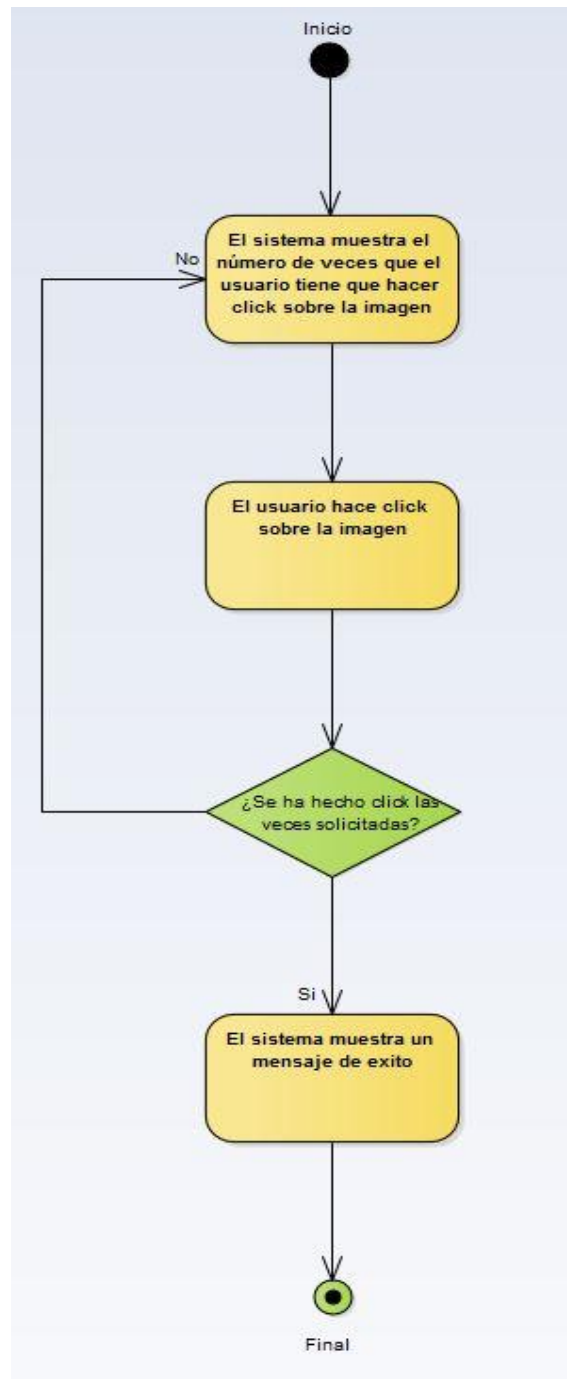 Inicio
El sistema muestra el
número de veces que el
usuario tiene que hacer
click sobre la imagen
No
El usuario hace click
sobre la imagen
¿Se ha hecho click las
veces solicitadas?
Si
El sistema muestra un
mensaje de exito
Final